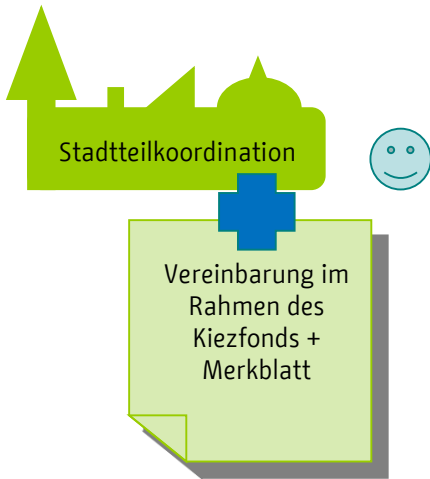 Stadtteilkoordination
Vereinbarung im
Rahmen des
Kiezfonds +
Merkblatt